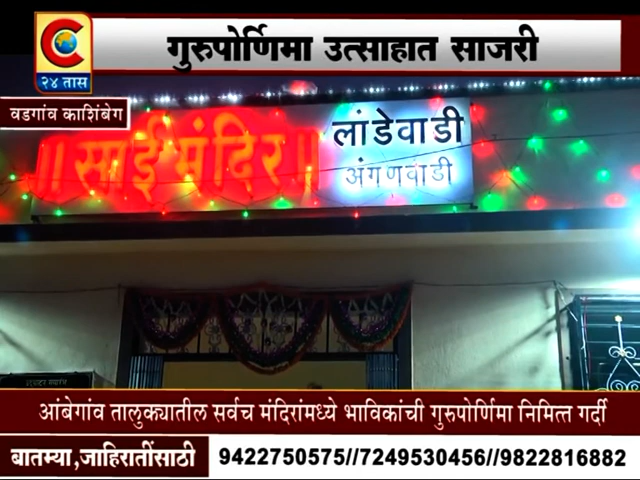 गुरुपोर्णिमा उत्साहात साजरी
C
२४ तास
वडगांव काशिंबेग
॥ साई मंदिर ॥
लांडेवाडी
अंगणवाडी
आंबेगांव तालुक्यातील सर्वच मंदिरांमध्ये भाविकांची गुरुपोर्णिमा निमित्त गर्दी
बातम्या,जाहिरातींसाठी 9422750575//7249530456//9822816882